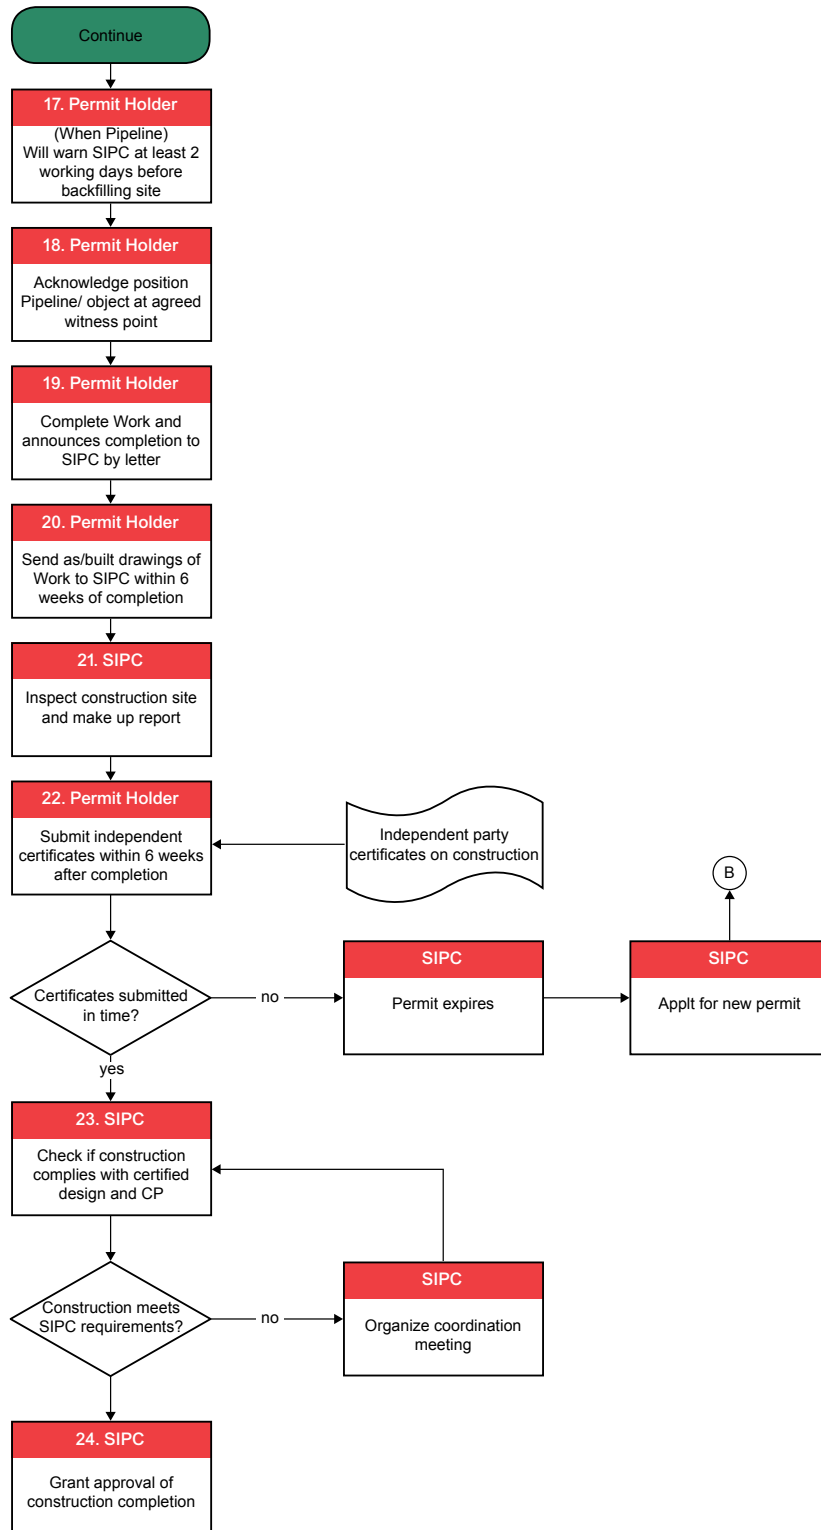 Continue
17. Permit Holder
(When Pipeline)
Will warn SIPC at least 2
working days before
backfilling site
18. Permit Holder
Acknowledge position
Pipeline/ object at agreed
witness point
19. Permit Holder
Complete Work and
announces completion to
SIPC by letter
20. Permit Holder
Send as/built drawings of
Work to SIPC within 6
weeks of completion
21. SIPC
Inspect construction site
and make up report
22. Permit Holder
Submit independent
certificates within 6 weeks
after completion
Independent party
certificates on construction
B
Certificates submitted
in time?
no
SIPC
Permit expires
SIPC
Applt for new permit
yes
23. SIPC
Check if construction
complies with certified
design and CP
Construction meets
SIPC requirements?
no
SIPC
Organize coordination
meeting
24. SIPC
Grant approval of
construction completion